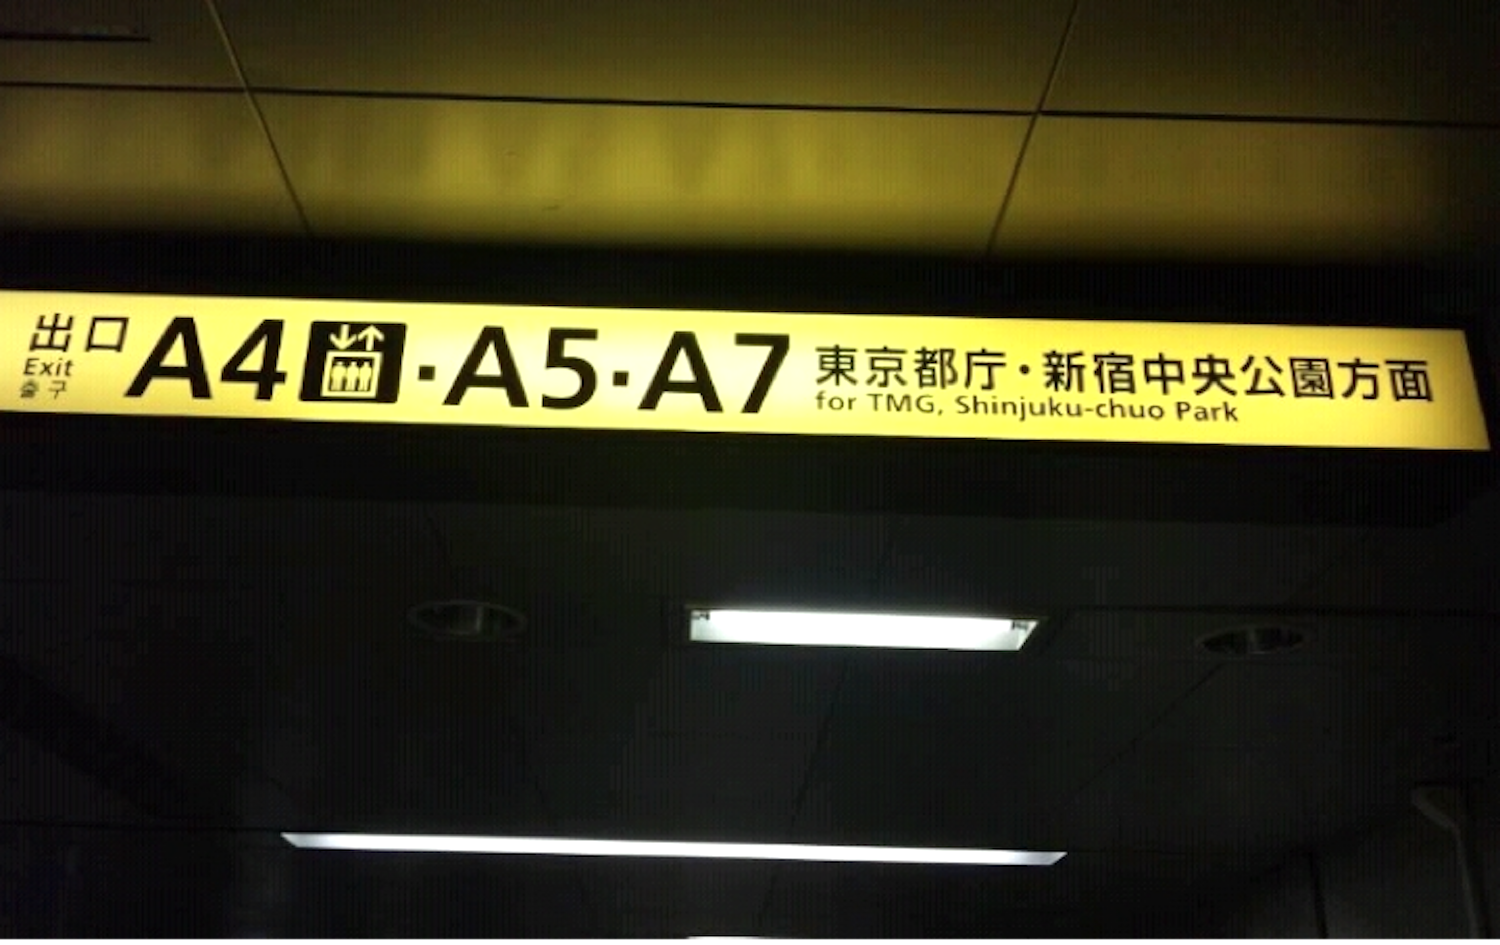 出口
Exit
출구
A4・A5・A7
東京都庁・新宿中央公園方面
for TMG, Shinjuku-chuo Park